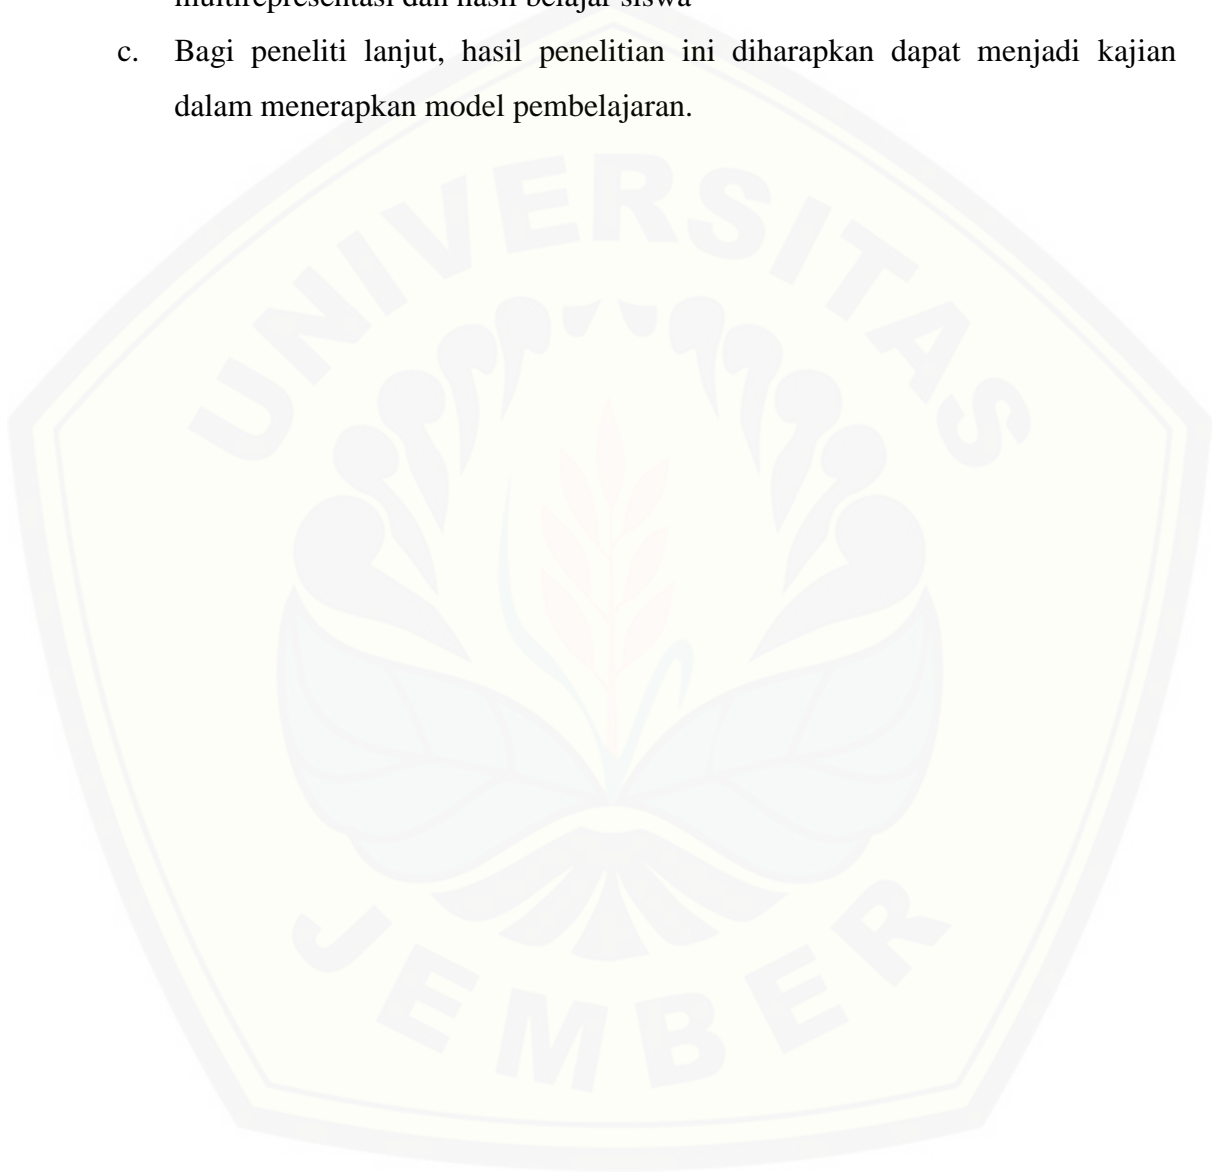 multirepresentasi dan hasil belajar siswa
c. Bagi peneliti lanjut, hasil penelitian ini diharapkan dapat menjadi kajian
dalam menerapkan model pembelajaran.
UNIVERSITAS
JEMBER